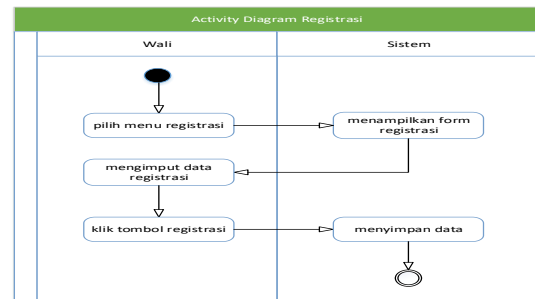 Activity Diagram Registrasi
Wali
Sistem
pilih menu registrasi
menampilkan form
registrasi
mengimput data
registrasi
klik tombol registrasi
menyimpan data